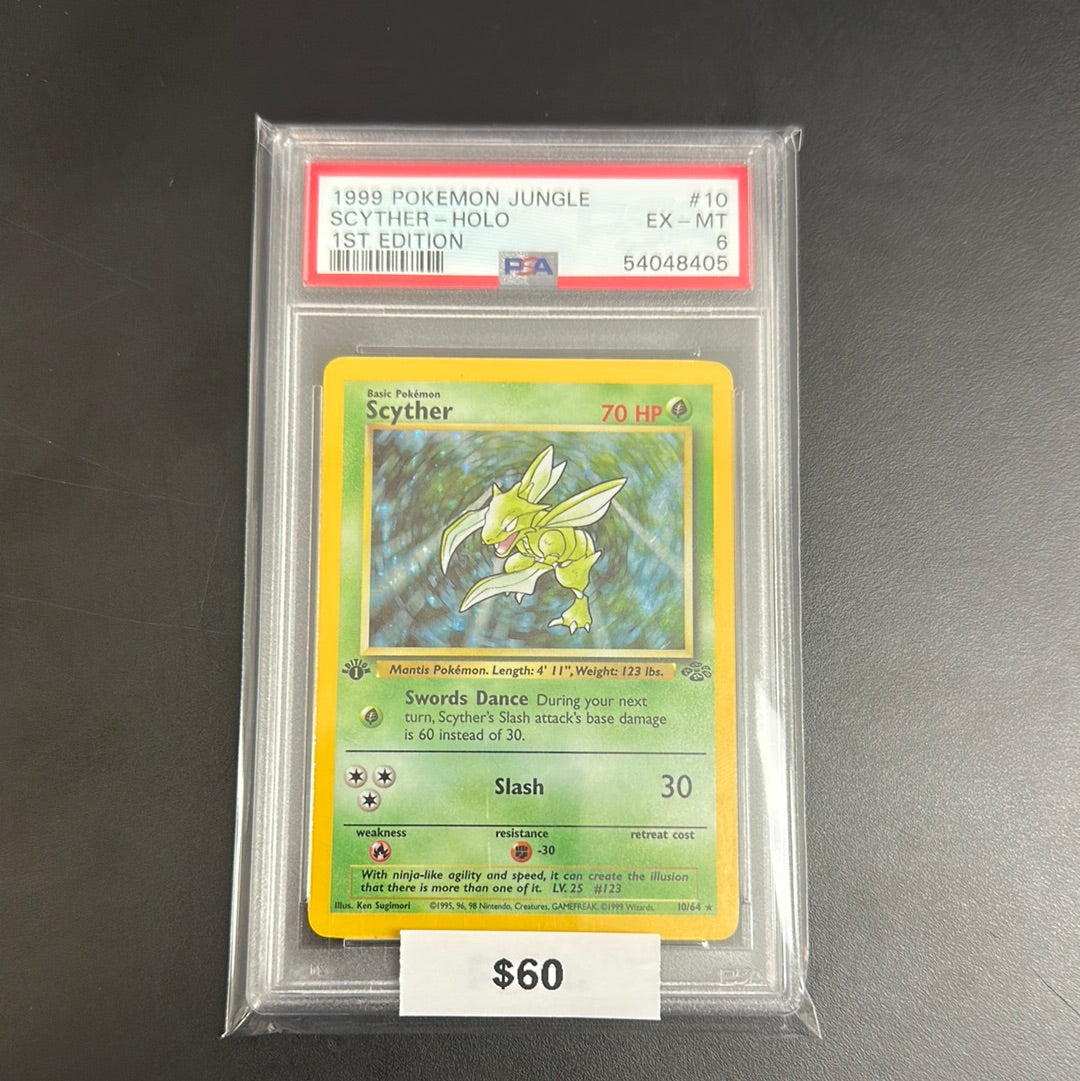 1999 POKEMON JUNGLE #10
SCYTHER - HOLO EX - MT
1ST EDITION 6
PSA 54048405
Basic Pokémon
Scyther 70 HP
EDITION 1
Mantis Pokémon. Length: 4' 11", Weight: 123 lbs.
Swords Dance During your next
turn, Scyther's Slash attack's base damage
is 60 instead of 30.
Slash 30
weakness resistance retreat cost
-30
With ninja-like agility and speed, it can create the illusion
that there is more than one of it. LV. 25 #123
Illus. Ken Sugimori ©1995, 96, 98 Nintendo, Creatures, GAMEFREAK. ©1999 Wizards. 10/64 ★
$60